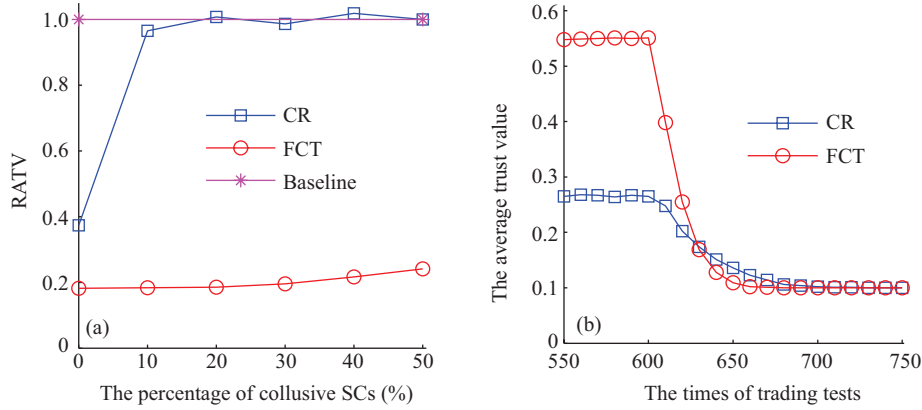 1.0
0.8
0.6
0.4
0.2
0
RATV
CR
FCT
Baseline
(a)
0 10 20 30 40 50
The percentage of collusive SCs (%)
0.6
0.5
0.4
0.3
0.2
0.1
0
The average trust value
CR
FCT
(b)
550 600 650 700 750
The times of trading tests